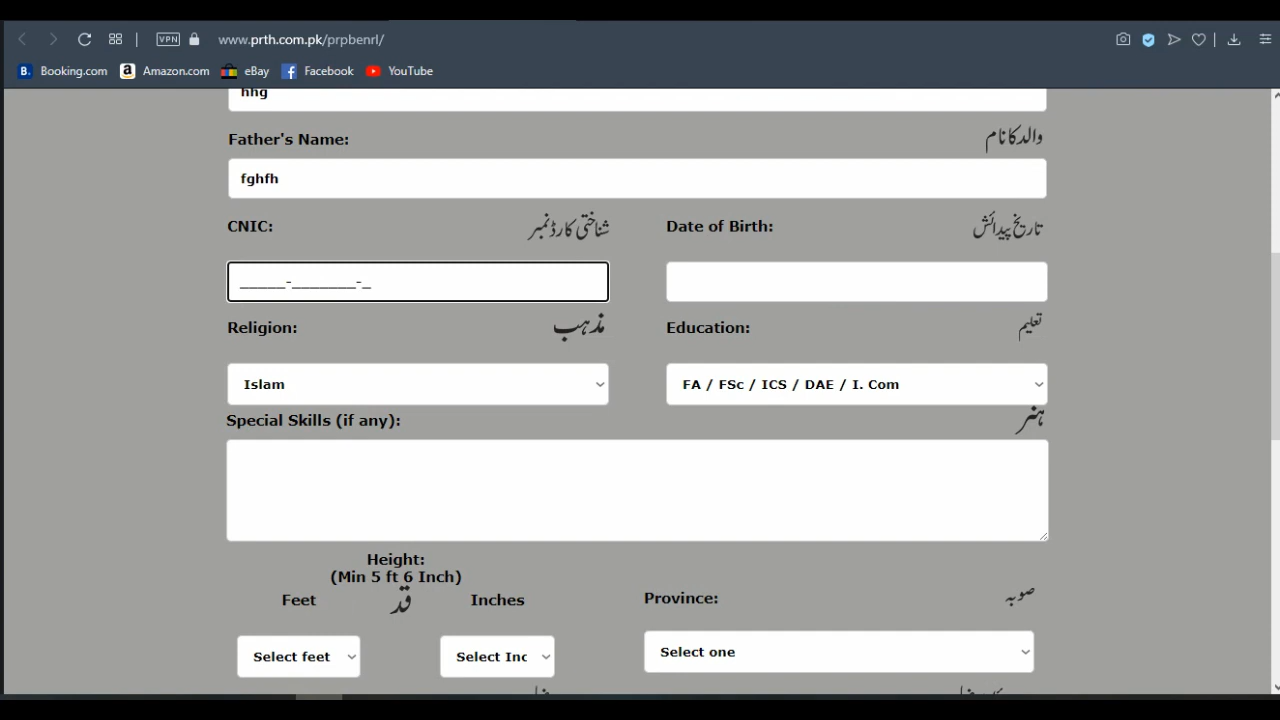 VPN www.prth.com.pk/prpbenrl/
B. Booking.com a Amazon.com eBay Facebook YouTube
hhg
Father's Name: والد کا نام
fghfh
CNIC: شناختی کارڈ نمبر Date of Birth: تاریخ پیدائش
_____-_______-_
Religion: مذہب Education: تعلیم
Islam FA / FSc / ICS / DAE / I. Com
Special Skills (if any): ہنر
Height:
(Min 5 ft 6 Inch)
Feet قد Inches Province: صوبہ
Select feet Select Inc Select one